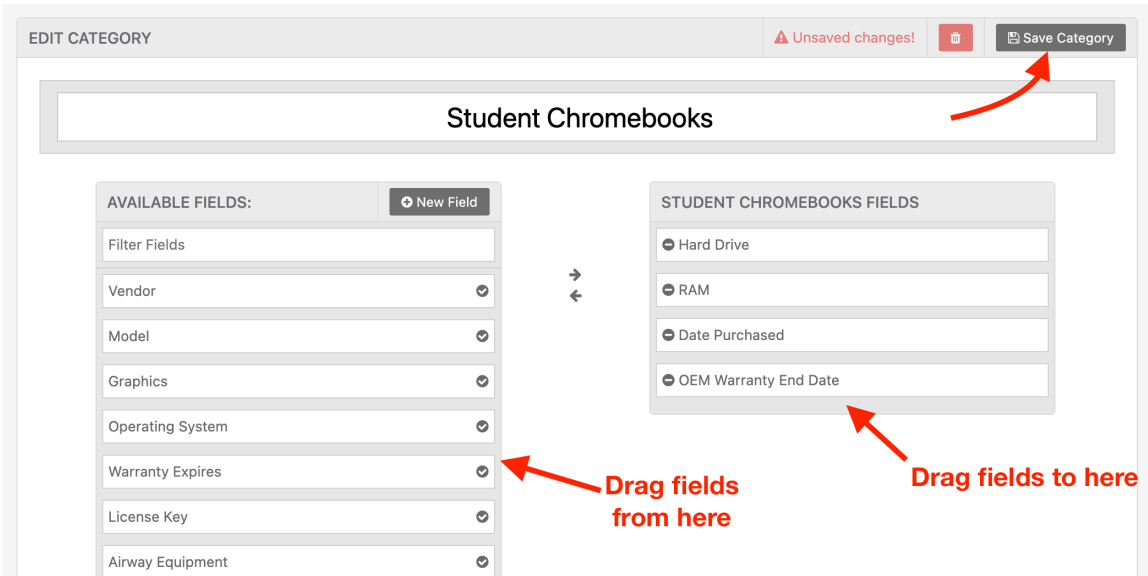 EDIT CATEGORY
Unsaved changes!
Save Category
Student Chromebooks
AVAILABLE FIELDS:
New Field
Filter Fields
Vendor
Model
Graphics
Operating System
Warranty Expires
License Key
Airway Equipment
STUDENT CHROMEBOOKS FIELDS
Hard Drive
RAM
Date Purchased
OEM Warranty End Date
Drag fields
from here
Drag fields to here